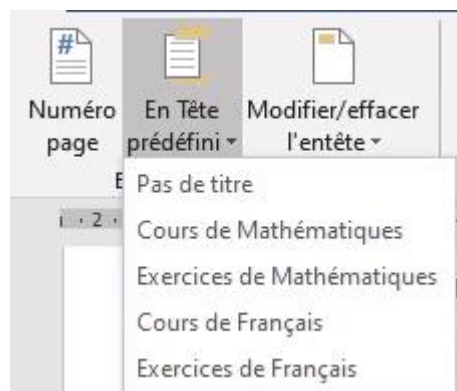 #
Numéro page
En Tête prédéfini
Modifier/effacer l'entête
E
Pas de titre
· 2 ·
Cours de Mathématiques
Exercices de Mathématiques
Cours de Français
Exercices de Français